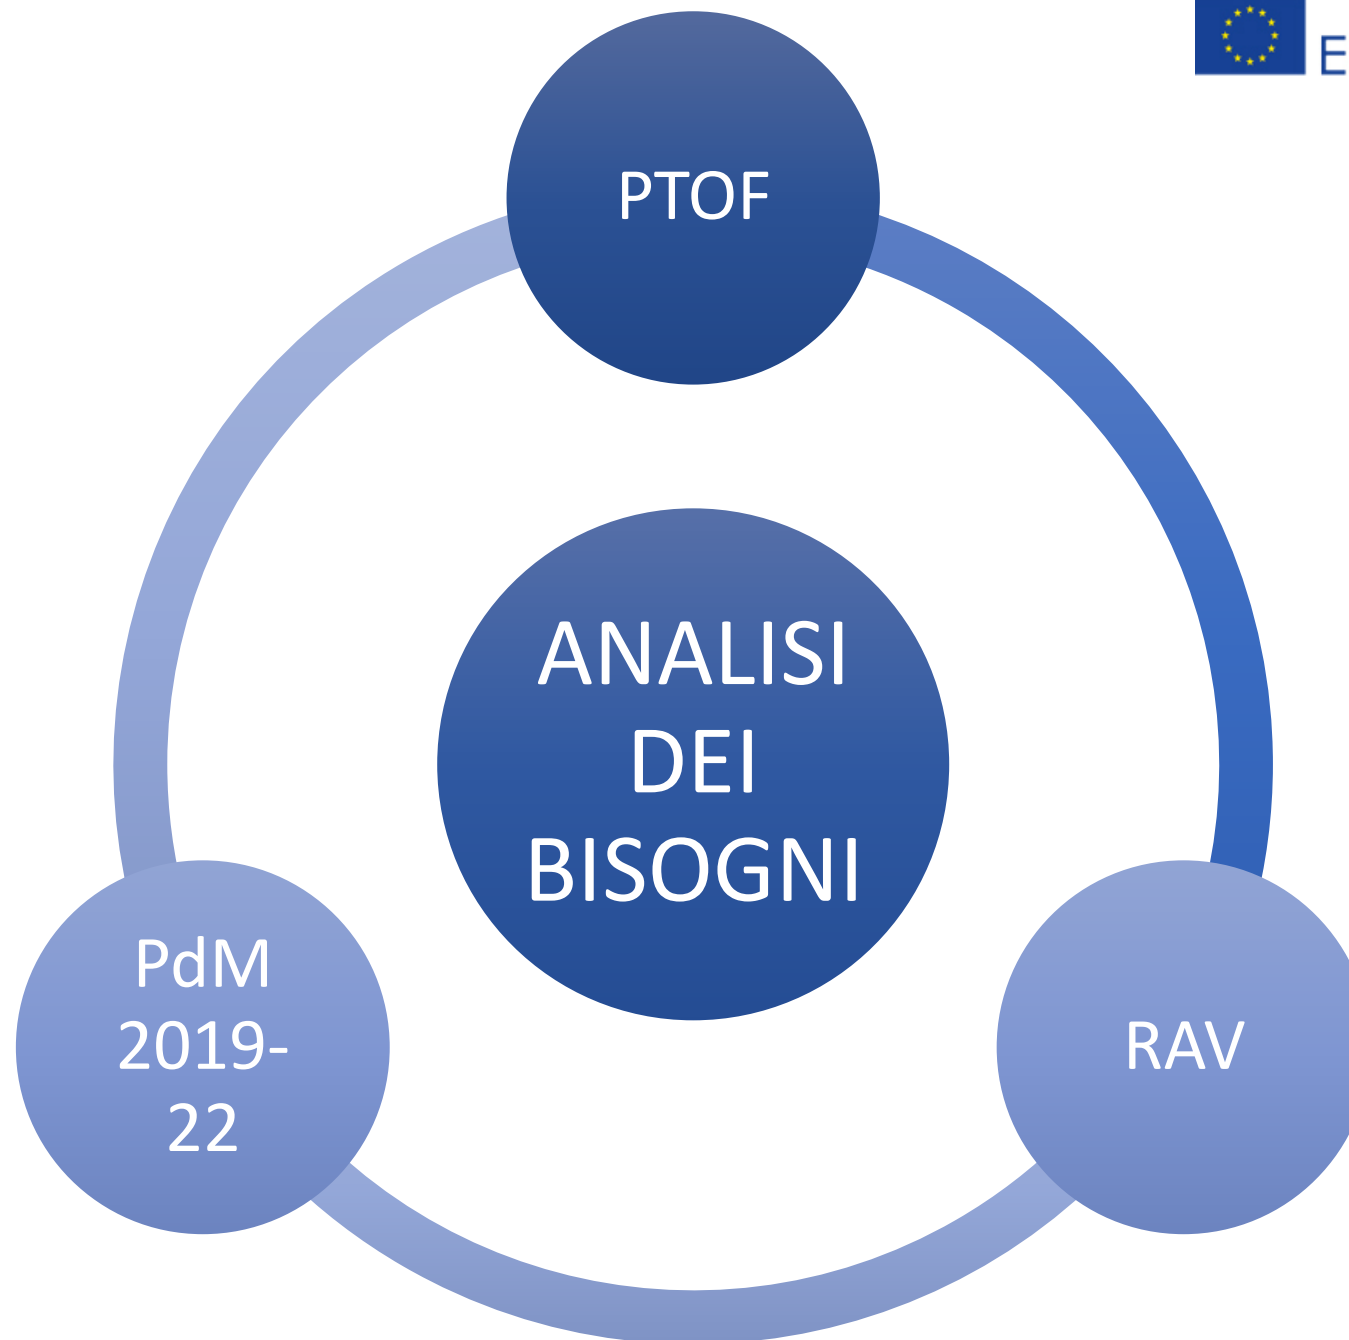 E
PTOF
ANALISI
DEI
BISOGNI
PdM
2019-
22
RAV